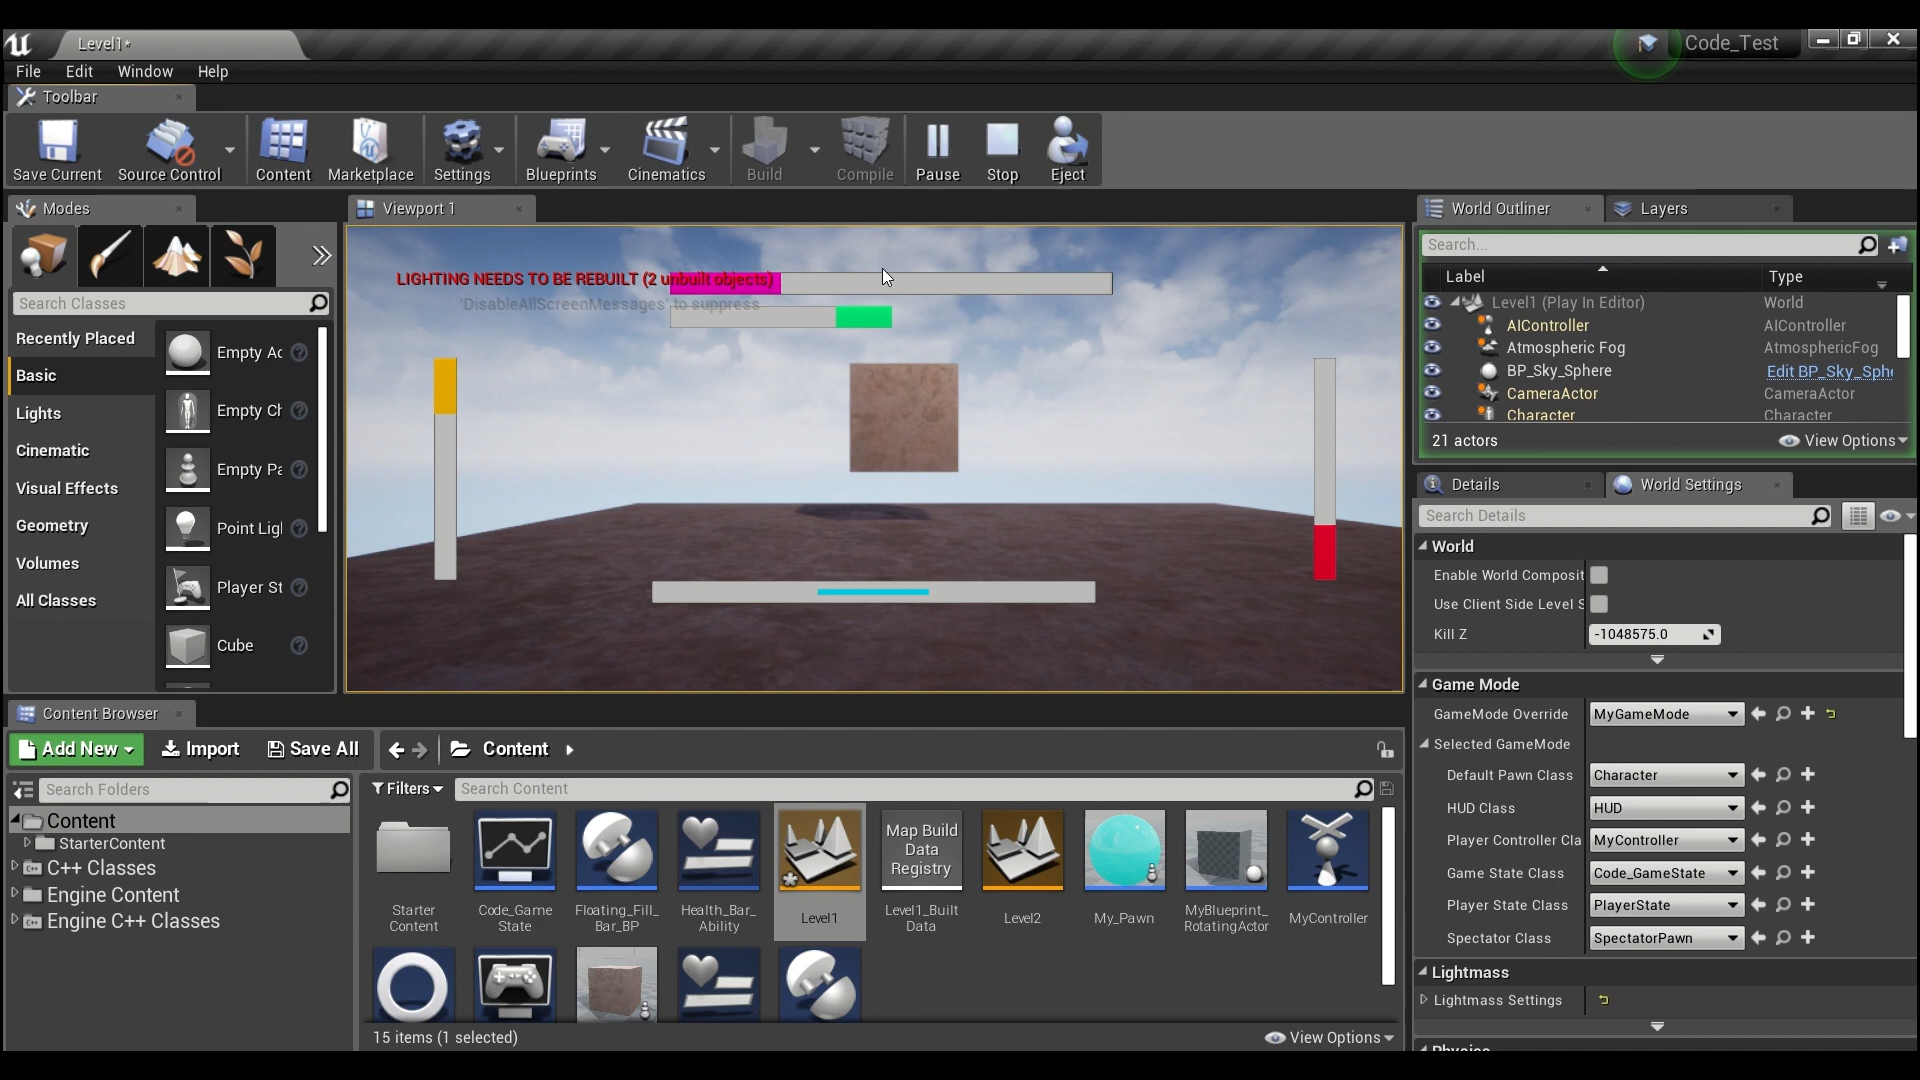 Level1*
Code_Test
File Edit Window Help
Toolbar
Save Current Source Control Content Marketplace Settings Blueprints Cinematics Build Compile Pause Stop Eject
Modes
Viewport 1
World Outliner Layers
Search...
Label Type
Level1 (Play In Editor) World
AIController AIController
Atmospheric Fog AtmosphericFog
BP_Sky_Sphere Edit BP_Sky_Sphe
CameraActor CameraActor
Character Character
21 actors View Options
Search Classes
Recently Placed
Basic
Lights
Cinematic
Visual Effects
Geometry
Volumes
All Classes
Empty Ac
Empty Ch
Empty Pa
Point Ligl
Player St
Cube
LIGHTING NEEDS TO BE REBUILT (2 unbuilt objects)
'DisableAllScreenMessages' to suppress
Details World Settings
Search Details
World
Enable World Composit
Use Client Side Level S
Kill Z -1048575.0
Game Mode
GameMode Override MyGameMode
Selected GameMode
Default Pawn Class Character
HUD Class HUD
Player Controller Cla MyController
Game State Class Code_GameState
Player State Class PlayerState
Spectator Class SpectatorPawn
Lightmass
Lightmass Settings
Physics
Content Browser
Add New Import Save All Content
Search Folders
Content
StarterContent
C++ Classes
Engine Content
Engine C++ Classes
Filters Search Content
Map Build
Data
Registry
Starter
Content
Code_Game
State
Floating_Fill_
Bar_BP
Health_Bar_
Ability
Level1
Level1_Built
Data
Level2
My_Pawn
MyBlueprint_
RotatingActor
MyController
15 items (1 selected) View Options